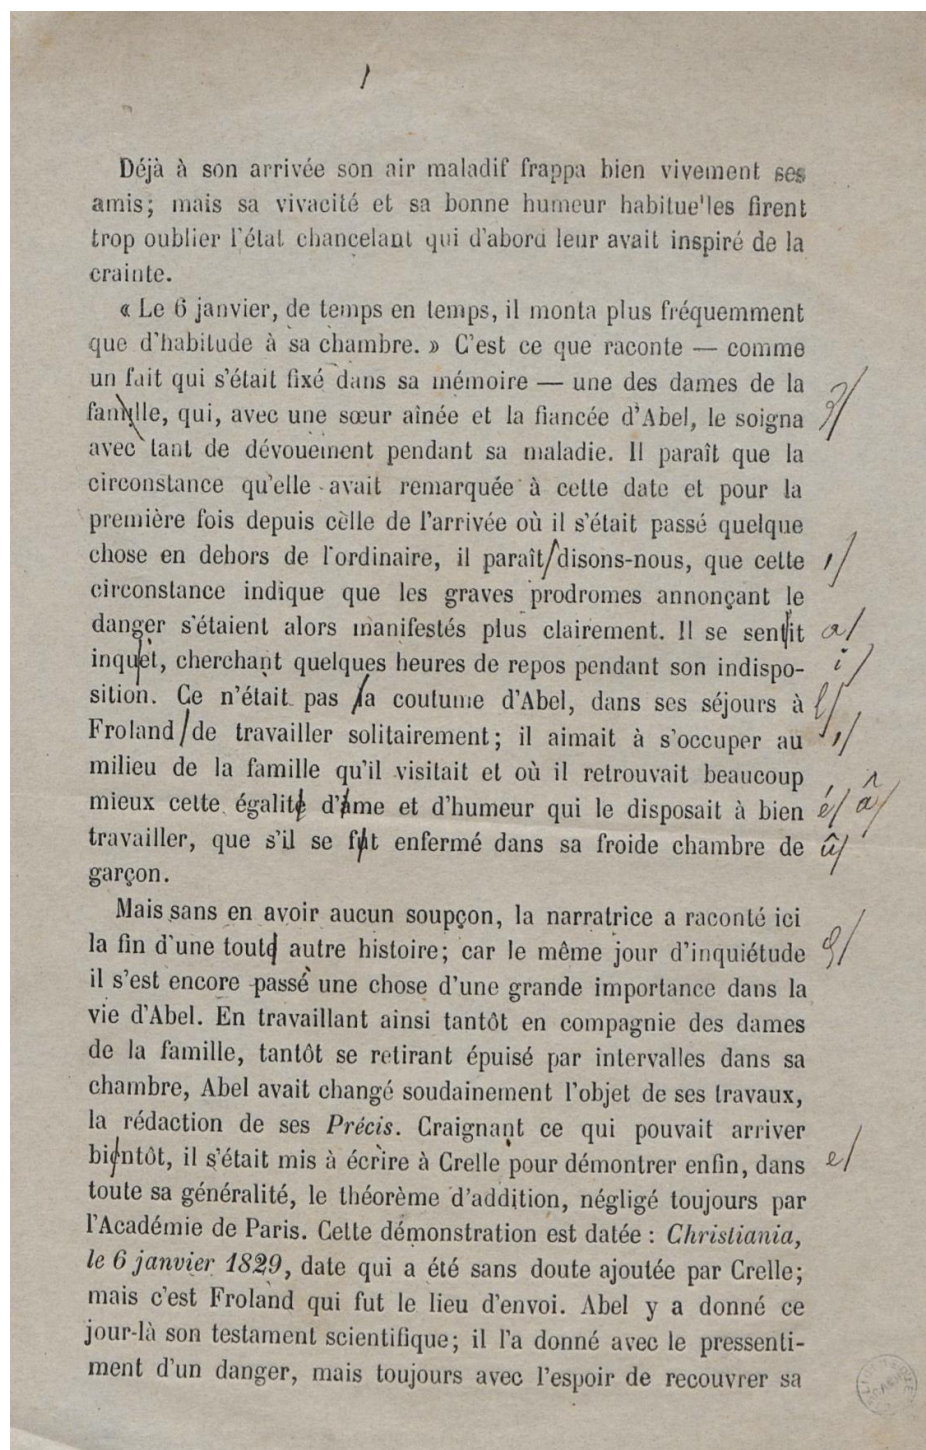 1
Déjà à son arrivée son air maladif frappa bien vivement ses
amis; mais sa vivacité et sa bonne humeur habitue'les firent
trop oublier l'état chancelant qui d'abord leur avait inspiré de la
crainte.
« Le 6 janvier, de temps en temps, il monta plus fréquemment
que d'habitude à sa chambre. » C'est ce que raconte — comme
un fait qui s'était fixé dans sa mémoire — une des dames de la
famille, qui, avec une sœur aînée et la fiancée d'Abel, le soigna
avec tant de dévouement pendant sa maladie. Il paraît que la
circonstance qu'elle avait remarquée à cette date et pour la
première fois depuis celle de l'arrivée où il s'était passé quelque
chose en dehors de l'ordinaire, il paraît/disons-nous, que cette ,/
circonstance indique que les graves prodromes annonçant le
danger s'étaient alors manifestés plus clairement. Il se sentit a/
inquet, cherchant quelques heures de repos pendant son indispo- i/
sition. Ce n'était pas la coutume d'Abel, dans ses séjours à l/
Froland/de travailler solitairement; il aimait à s'occuper au ,/
milieu de la famille qu'il visitait et où il retrouvait beaucoup
mieux cette égalité d'âme et d'humeur qui le disposait à bien é/ â/
travailler, que s'il se fût enfermé dans sa froide chambre de û/
garçon.
Mais sans en avoir aucun soupçon, la narratrice a raconté ici
la fin d'une toute autre histoire; car le même jour d'inquiétude
il s'est encore passé une chose d'une grande importance dans la
vie d'Abel. En travaillant ainsi tantôt en compagnie des dames
de la famille, tantôt se retirant épuisé par intervalles dans sa
chambre, Abel avait changé soudainement l'objet de ses travaux,
la rédaction de ses Précis. Craignant ce qui pouvait arriver
bientôt, il s'était mis à écrire à Crelle pour démontrer enfin, dans e/
toute sa généralité, le théorème d'addition, négligé toujours par
l'Académie de Paris. Cette démonstration est datée : Christiania,
le 6 janvier 1829, date qui a été sans doute ajoutée par Crelle;
mais c'est Froland qui fut le lieu d'envoi. Abel y a donné ce
jour-là son testament scientifique; il l'a donné avec le pressenti-
ment d'un danger, mais toujours avec l'espoir de recouvrer sa